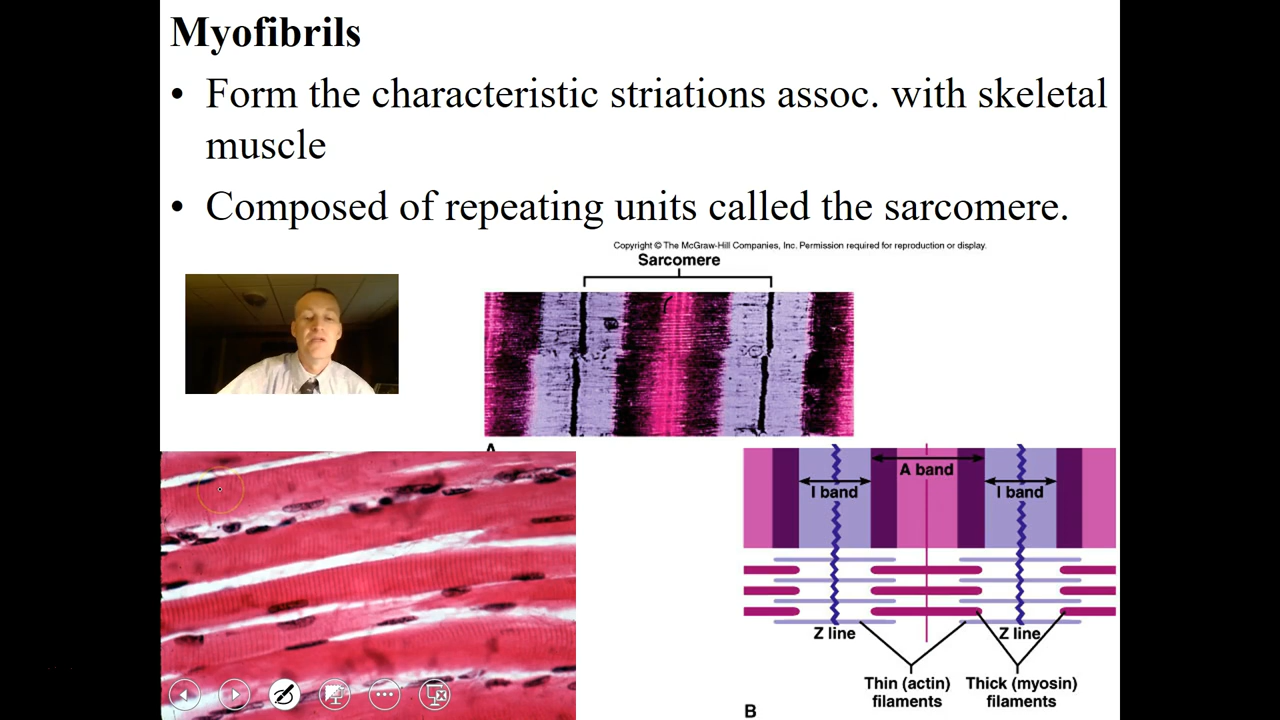 Myofibrils
• Form the characteristic striations assoc. with skeletal
muscle
• Composed of repeating units called the sarcomere.
Copyright © The McGraw-Hill Companies, Inc. Permission required for reproduction or display.
Sarcomere
A
A band
I band
I band
Z line
Z line
Thin (actin)
filaments
Thick (myosin)
filaments
B